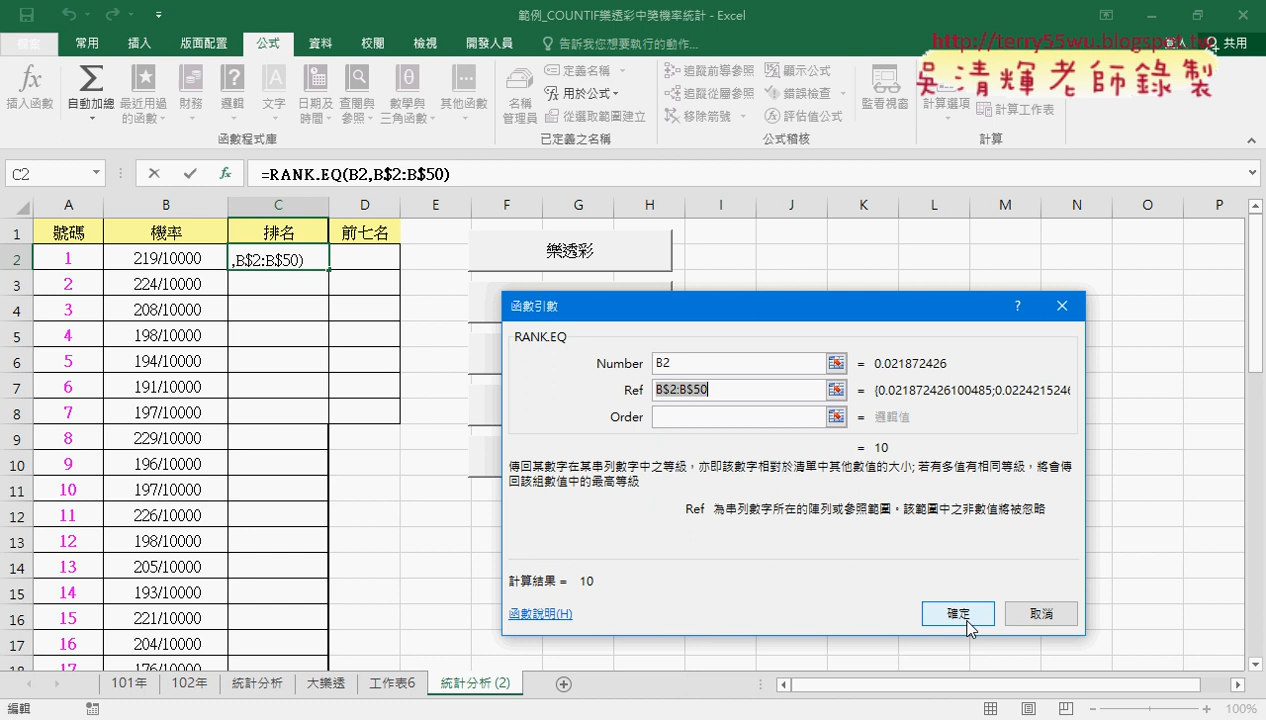 範例_COUNTIF樂透彩中獎機率統計 - Excel
http://terry55wu.blogspot.tw
吳清輝老師錄製
常用 插入 版面配置 公式 資料 校閱 檢視 開發人員 告訴我您想要執行的動作... 共用
插入函數 自動加總 最近用過的函數 財務 邏輯 文字 日期及時間 查閱與參照 數學與三角函數 其他函數 名稱管理員 定義名稱 用於公式 從選取範圍建立 追蹤前導參照 追蹤從屬參照 移除箭號 顯示公式 錯誤檢查 評估值公式 監看視窗 計算選項 計算工作表
函數程式庫 已定義之名稱 公式稽核 計算
C2 fx =RANK.EQ(B2,B$2:B$50)
A B C D E F G H I J K L M N O P
1 號碼 機率 排名 前七名
2 1 219/10000 ,B$2:B$50) 樂透彩
3 2 224/10000
4 3 208/10000
5 4 198/10000
6 5 194/10000
7 6 191/10000
8 7 197/10000
9 8 229/10000
10 9 196/10000
11 10 197/10000
12 11 226/10000
13 12 198/10000
14 13 205/10000
15 14 193/10000
16 15 221/10000
17 16 204/10000
18 17 176/10000
函數引數 ?
RANK.EQ
Number B2 = 0.021872426
Ref B$2:B$50 = {0.021872426100485;0.0224215246
Order = 邏輯值
= 10
傳回某數字在某串列數字中之等級，亦即該數字相對於清單中其他數值的大小; 若有多值有相同等級，將會傳
回該組數值中的最高等級
Ref 為串列數字所在的陣列或參照範圍。該範圍中之非數值將被忽略
計算結果 = 10
函數說明(H) 確定 取消
101年 102年 統計分析 大樂透 工作表6 統計分析 (2)
編輯 100%